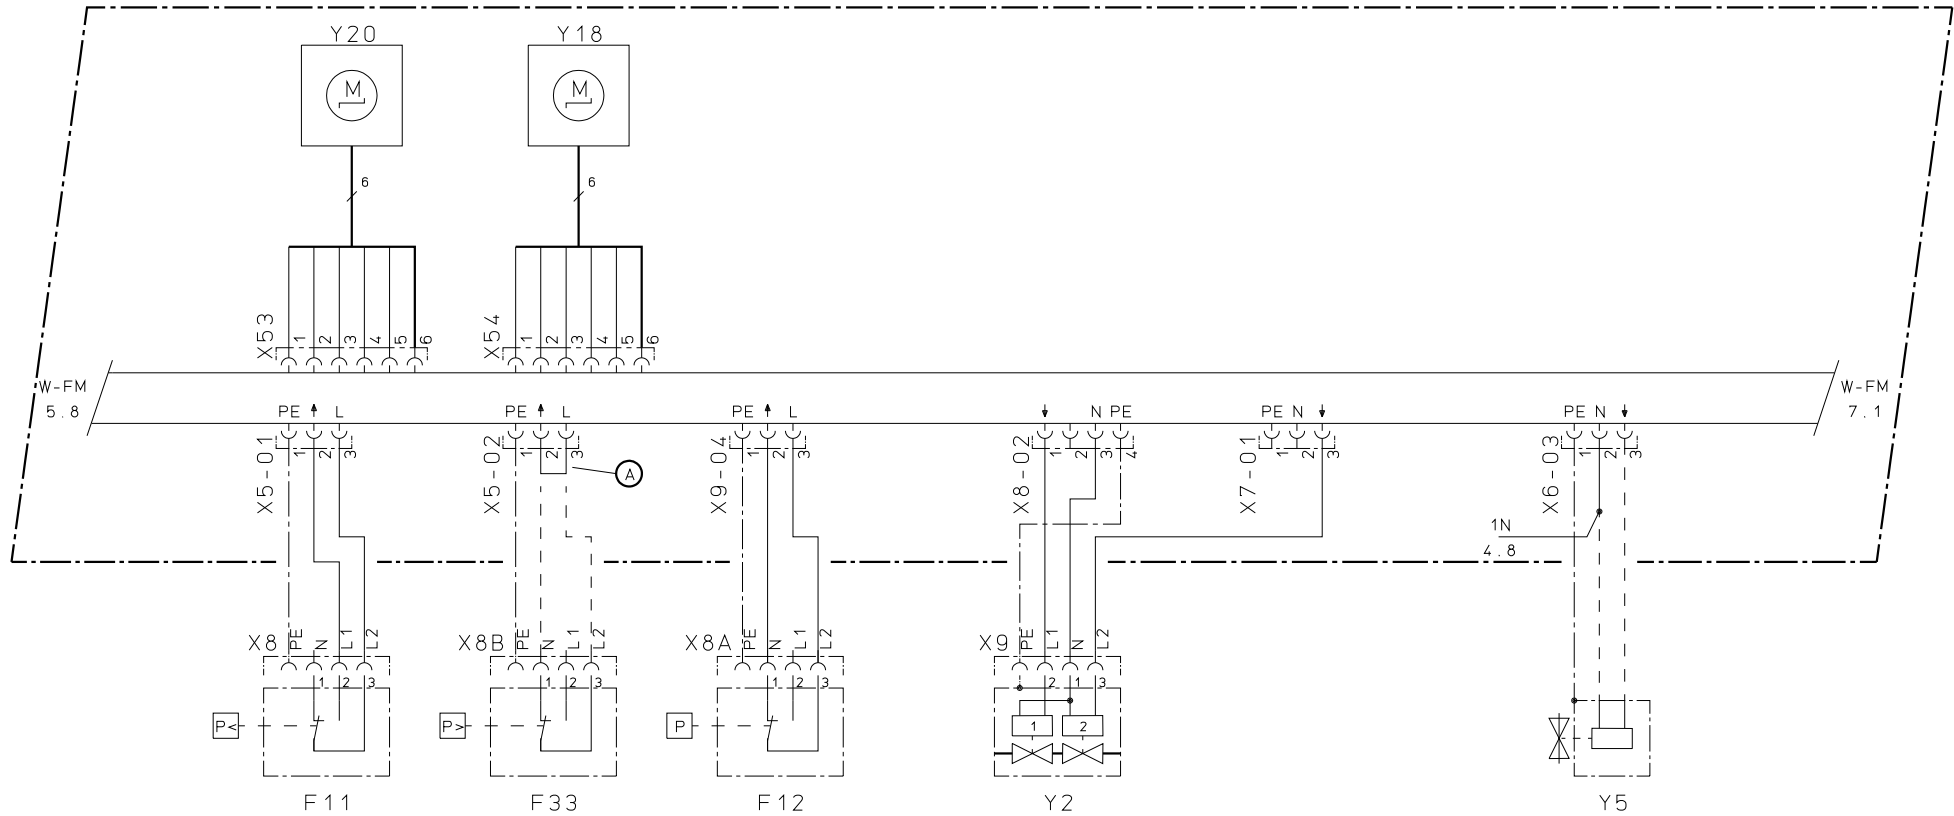 Y20 Y18
M M
6 6
X53 1 2 3 4 5 6 X54 1 2 3 4 5 6
W-FM W-FM
5.8 7.1
PE L PE L PE L N PE PE N PE N
X5-01 1 2 3 X5-02 1 2 3 X9-04 1 2 3 X8-02 1 2 3 4 X7-01 1 2 3 X6-03 1 2 3
A
1N
4.8
X8 PE N L1 L2 X8B PE N L1 L2 X8A PE N L1 L2 X9 PE L1 N L2
1 2 3 1 2 3 1 2 3 2 1 3
P< P> P 1 2
F11 F33 F12 Y2 Y5